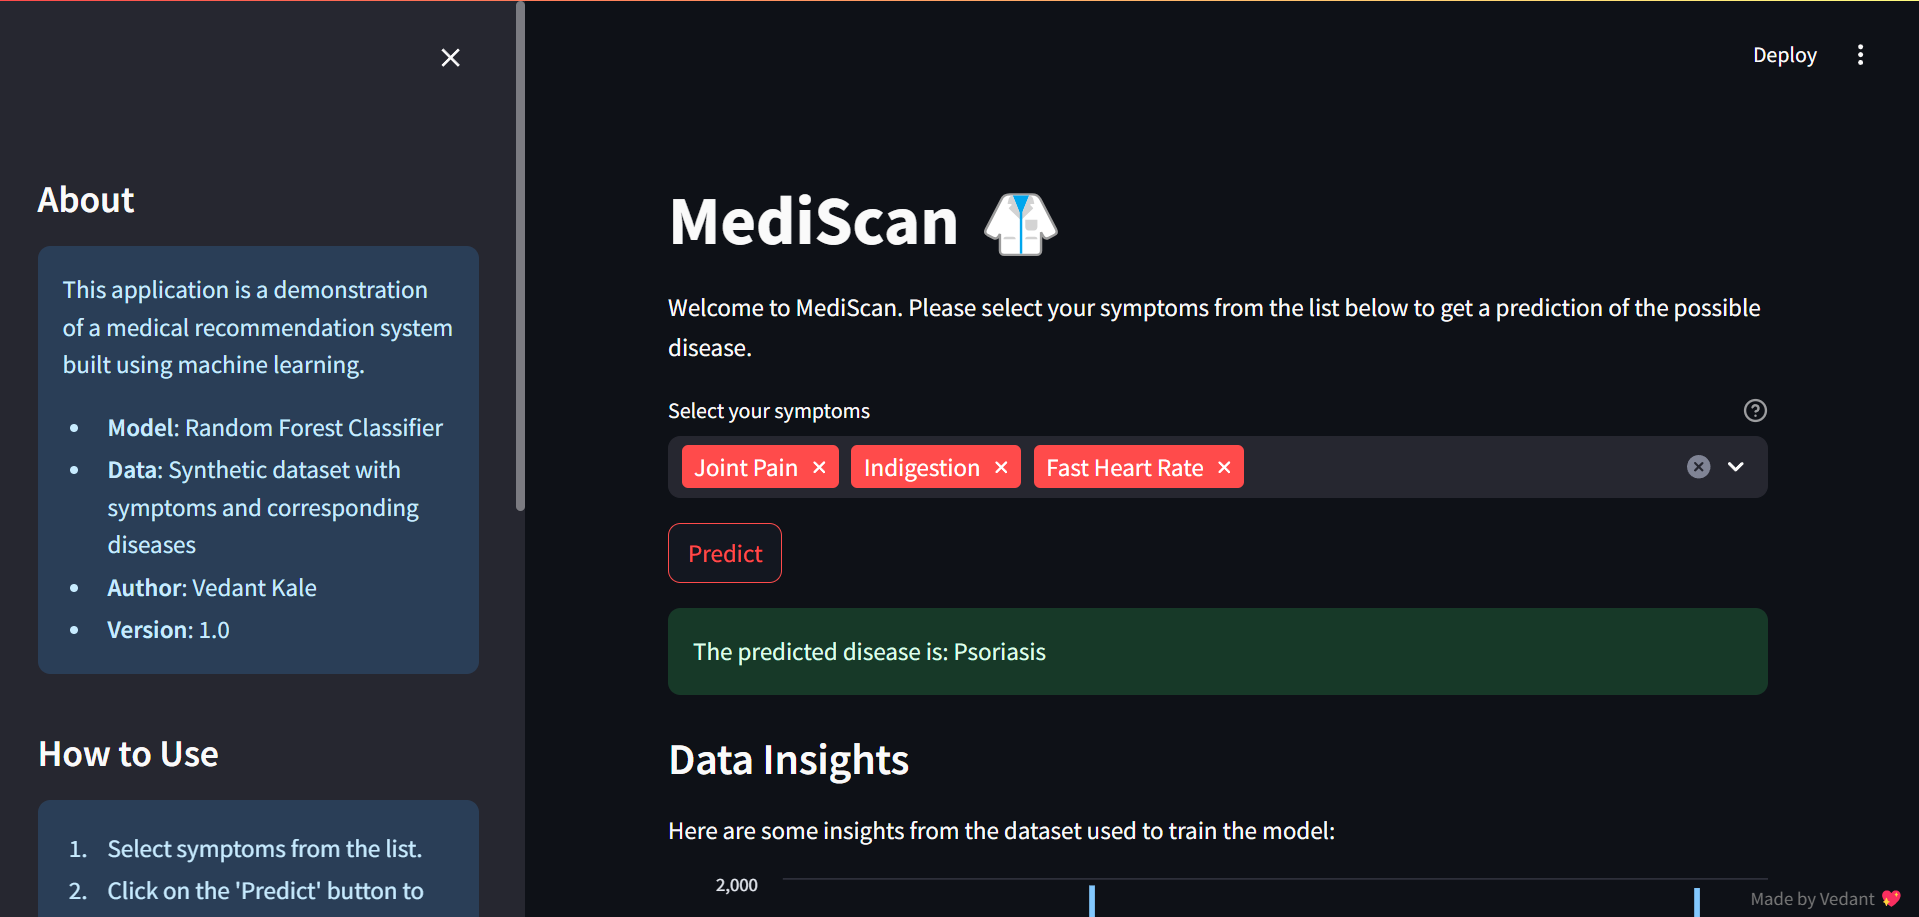 About
This application is a demonstration
of a medical recommendation system
built using machine learning.
• Model: Random Forest Classifier
• Data: Synthetic dataset with
symptoms and corresponding
diseases
• Author: Vedant Kale
• Version: 1.0
How to Use
1. Select symptoms from the list.
2. Click on the 'Predict' button to
Deploy
MediScan
Welcome to MediScan. Please select your symptoms from the list below to get a prediction of the possible
disease.
Select your symptoms
Joint Pain Indigestion Fast Heart Rate
Predict
The predicted disease is: Psoriasis
Data Insights
Here are some insights from the dataset used to train the model:
2,000
Made by Vedant 💖